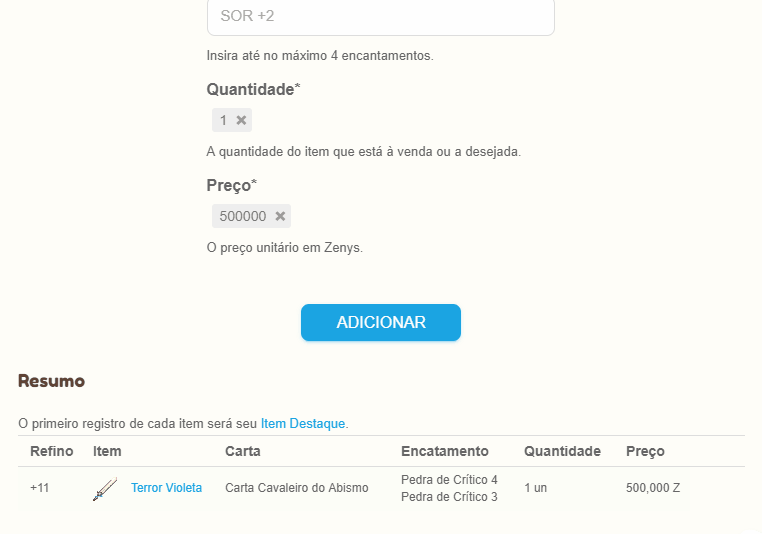 SOR +2
Insira até no máximo 4 encantamentos.
Quantidade*
1 ×
A quantidade do item que está à venda ou a desejada.
Preço*
500000 ×
O preço unitário em Zenys.
ADICIONAR
Resumo
O primeiro registro de cada item será seu Item Destaque.
Refino Item Carta Encatamento Quantidade Preço
+11 Terror Violeta Carta Cavaleiro do Abismo Pedra de Crítico 4 1 un 500,000 Z
Pedra de Crítico 3